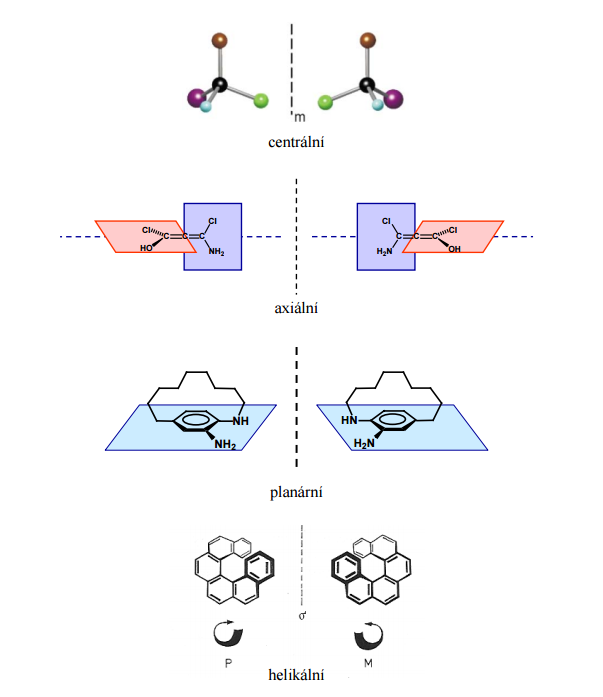 m
centrální
Cl Cl Cl Cl
C C C C
HO NH2 H2N OH
axiální
NH HN
NH2 H2N
planární
σ
P M
helikální